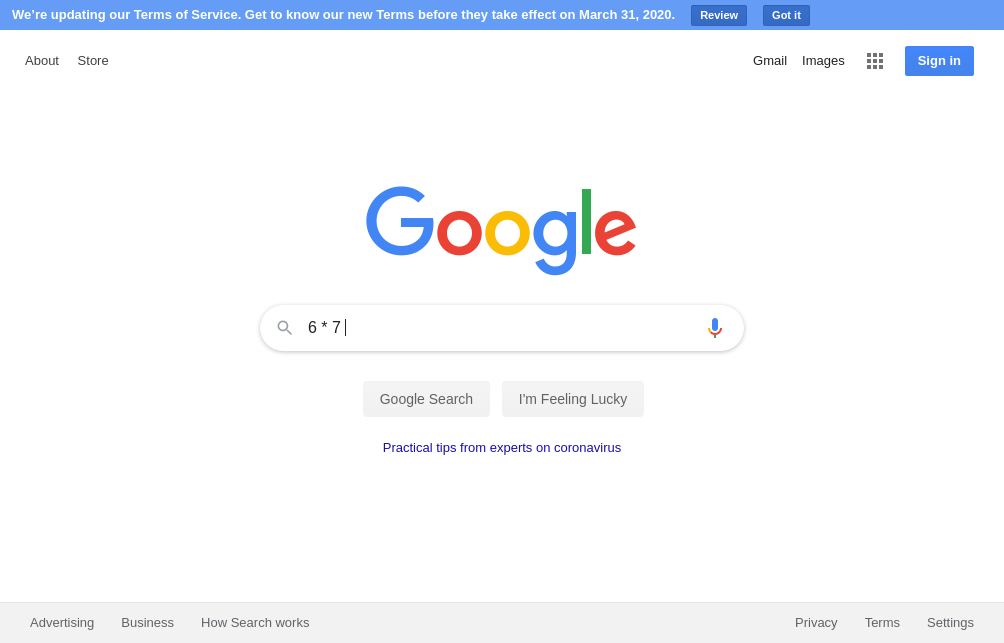 We're updating our Terms of Service. Get to know our new Terms before they take effect on March 31, 2020. Review Got it
About Store Gmail Images Sign in
Google
6 * 7
Google Search I'm Feeling Lucky
Practical tips from experts on coronavirus
Advertising Business How Search works Privacy Terms Settings